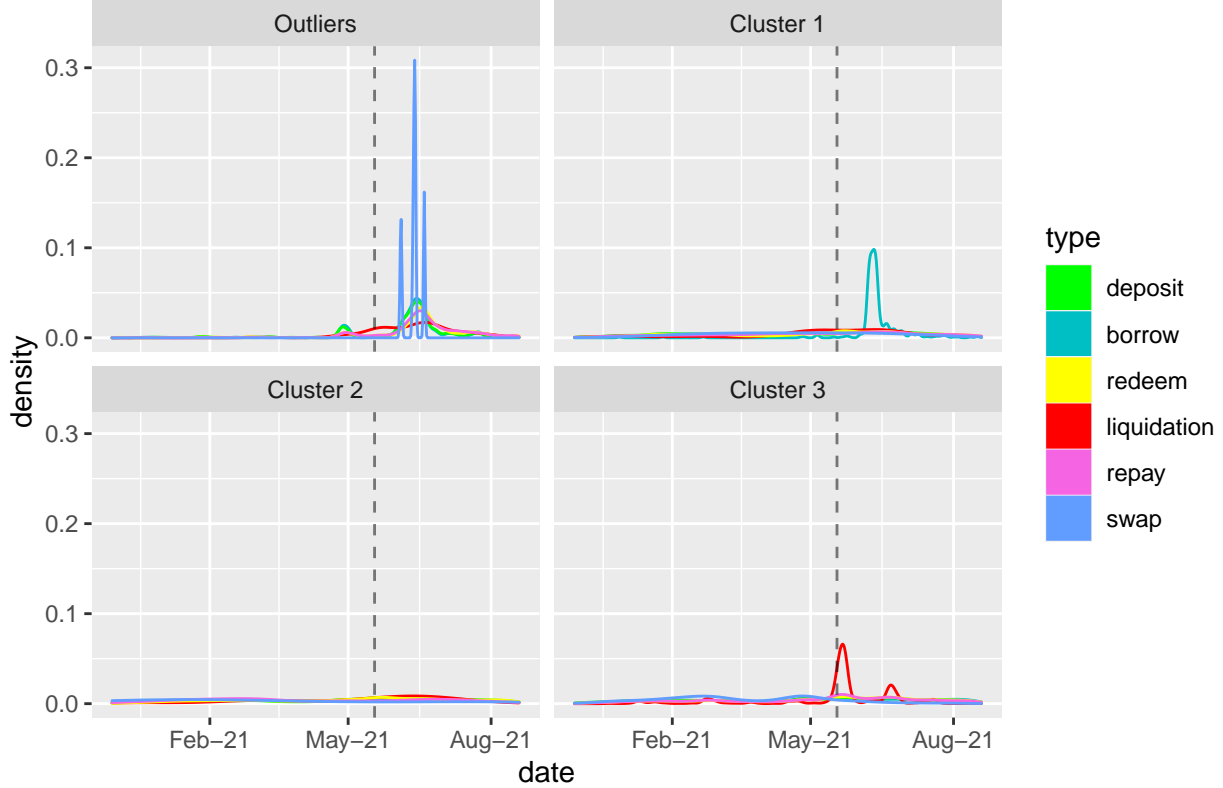 Outliers
Cluster 1
0.3
0.2
0.1
0.0
Cluster 2
Cluster 3
0.3
0.2
0.1
0.0
Feb–21
May–21
Aug–21
Feb–21
May–21
Aug–21
date
density
type
deposit
borrow
redeem
liquidation
repay
swap